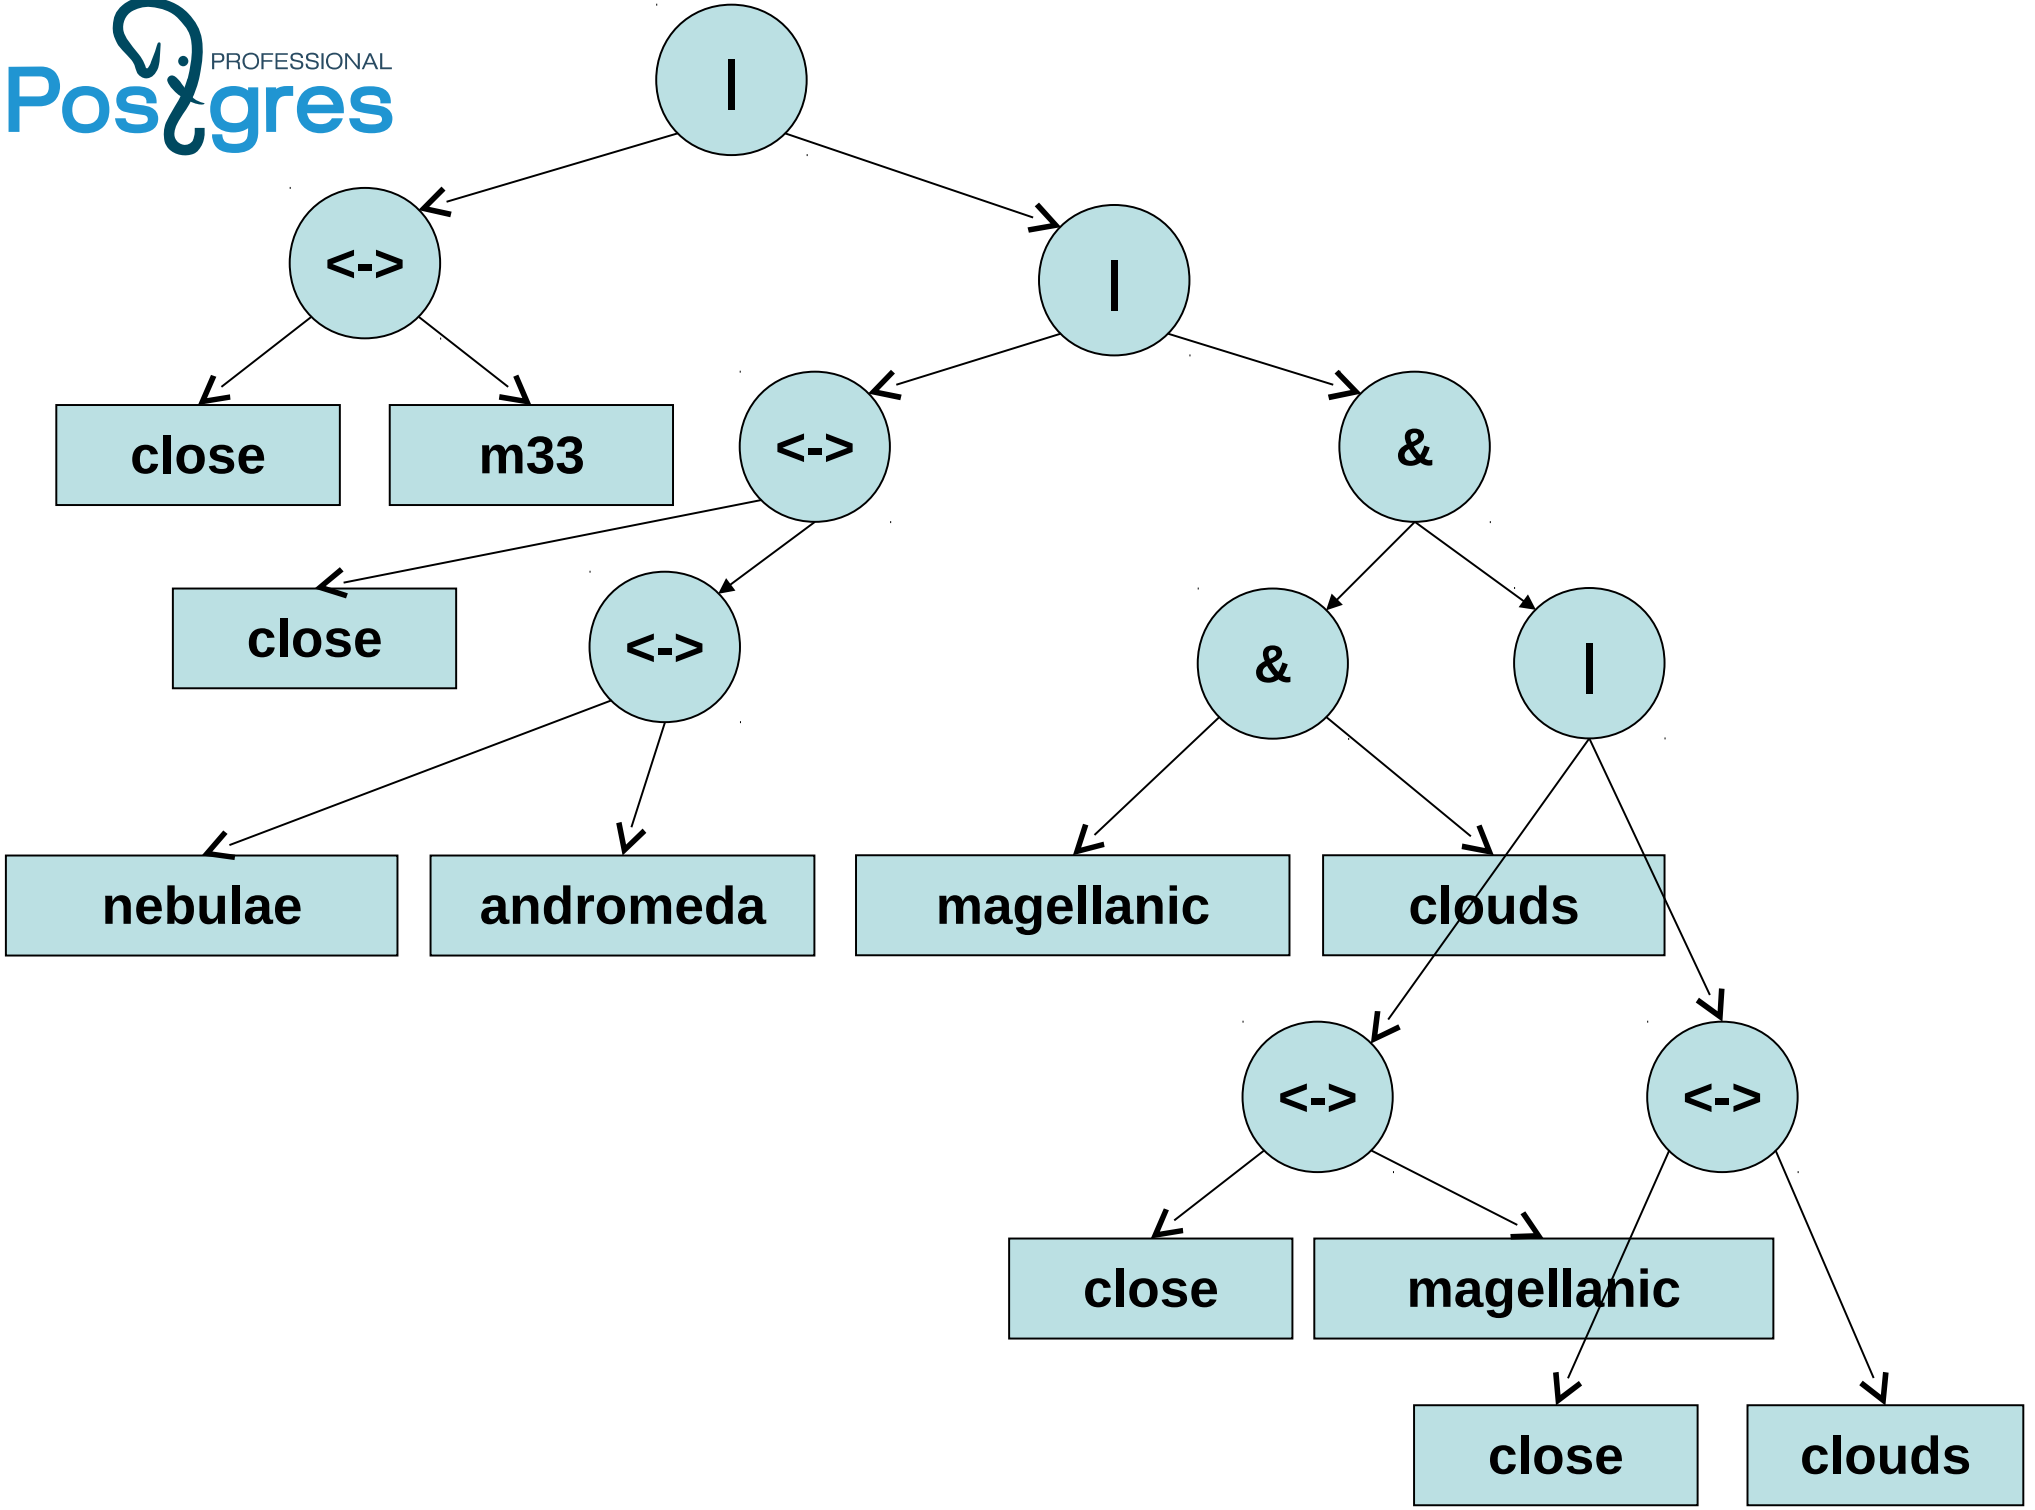 PROFESSIONAL
Postgres
|
<->
|
close
m33
<->
&
close
<->
&
|
nebulae
andromeda
magellanic
clouds
<->
<->
close
magellanic
close
clouds